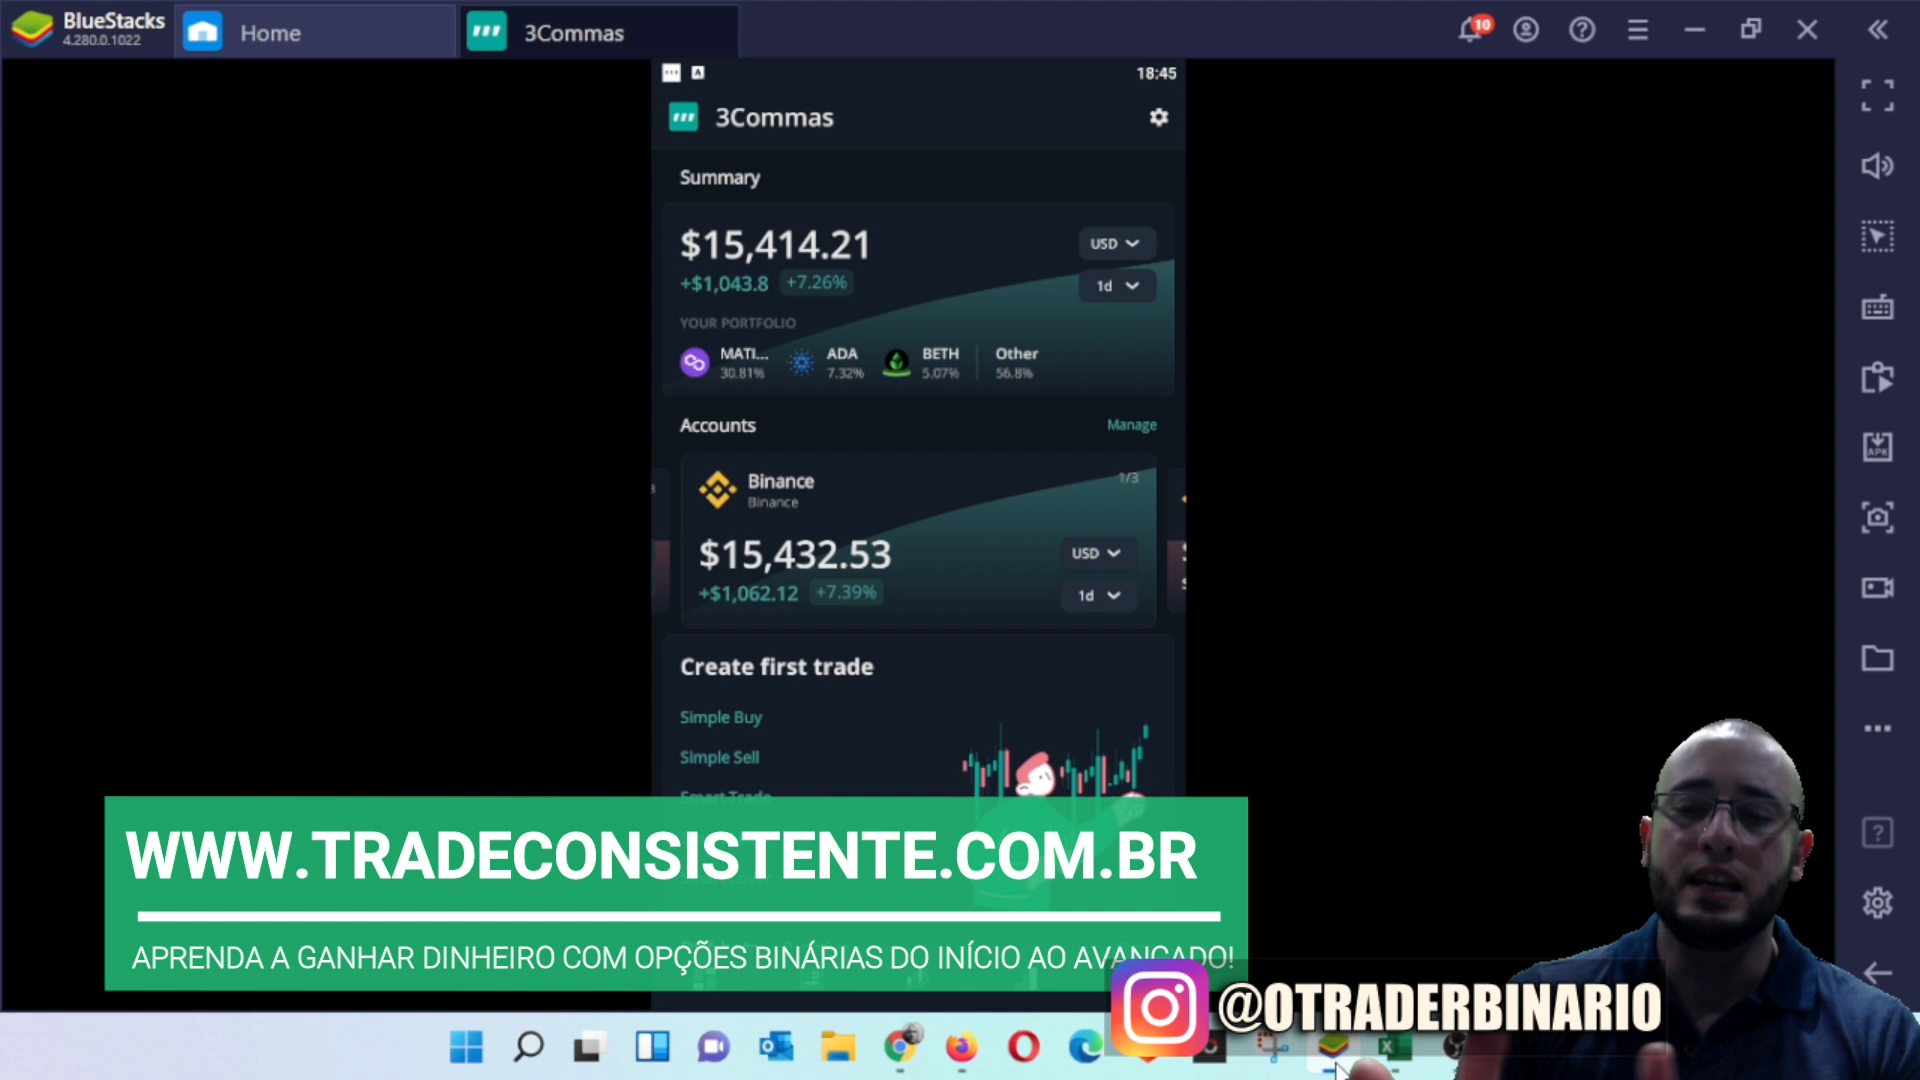 BlueStacks
4.280.0.1022
Home
3Commas
10
18:45
3Commas
Summary
$15,414.21
USD
+$1,043.8 +7.26%
1d
YOUR PORTFOLIO
MATI... ADA BETH Other
30.81% 7.32% 5.07% 56.8%
Accounts
Manage
Binance
1/3
Binance
$15,432.53
USD
+$1,062.12 +7.39%
1d
Create first trade
Simple Buy
Simple Sell
Smart Trade
WWW.TRADECONSISTENTE.COM.BR
APRENDA A GANHAR DINHEIRO COM OPÇÕES BINÁRIAS DO INÍCIO AO AVANÇADO!
@OTRADERBINARIO
APK